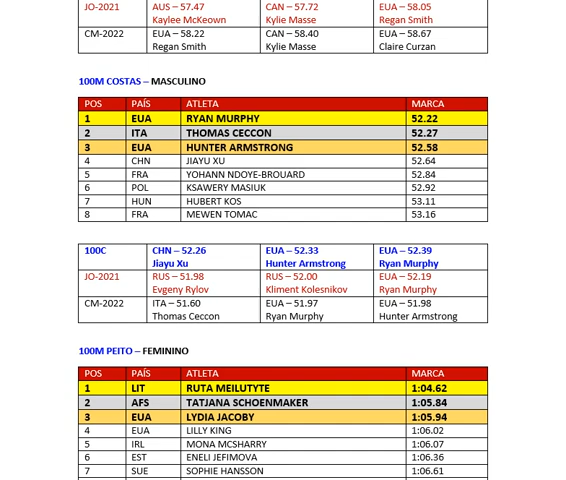 JO-2021 AUS – 57.47 CAN – 57.72 EUA – 58.05
Kaylee McKeown Kylie Masse Regan Smith
CM-2022 EUA – 58.22 CAN – 58.40 EUA – 58.67
Regan Smith Kylie Masse Claire Curzan
100M COSTAS – MASCULINO
POS PAÍS ATLETA MARCA
1 EUA RYAN MURPHY 52.22
2 ITA THOMAS CECCON 52.27
3 EUA HUNTER ARMSTRONG 52.58
4 CHN JIAYU XU 52.64
5 FRA YOHANN NDOYE-BROUARD 52.84
6 POL KSAWERY MASIUK 52.92
7 HUN HUBERT KOS 53.11
8 FRA MEWEN TOMAC 53.16
100C CHN – 52.26 EUA – 52.33 EUA – 52.39
Jiayu Xu Hunter Armstrong Ryan Murphy
JO-2021 RUS – 51.98 RUS – 52.00 EUA – 52.19
Evgeny Rylov Kliment Kolesnikov Ryan Murphy
CM-2022 ITA – 51.60 EUA – 51.97 EUA – 51.98
Thomas Ceccon Ryan Murphy Hunter Armstrong
100M PEITO – FEMININO
POS PAÍS ATLETA MARCA
1 LIT RUTA MEILUTYTE 1:04.62
2 AFS TATJANA SCHOENMAKER 1:05.84
3 EUA LYDIA JACOBY 1:05.94
4 EUA LILLY KING 1:06.02
5 IRL MONA MCSHARRY 1:06.07
6 EST ENELI JEFIMOVA 1:06.36
7 SUE SOPHIE HANSSON 1:06.61